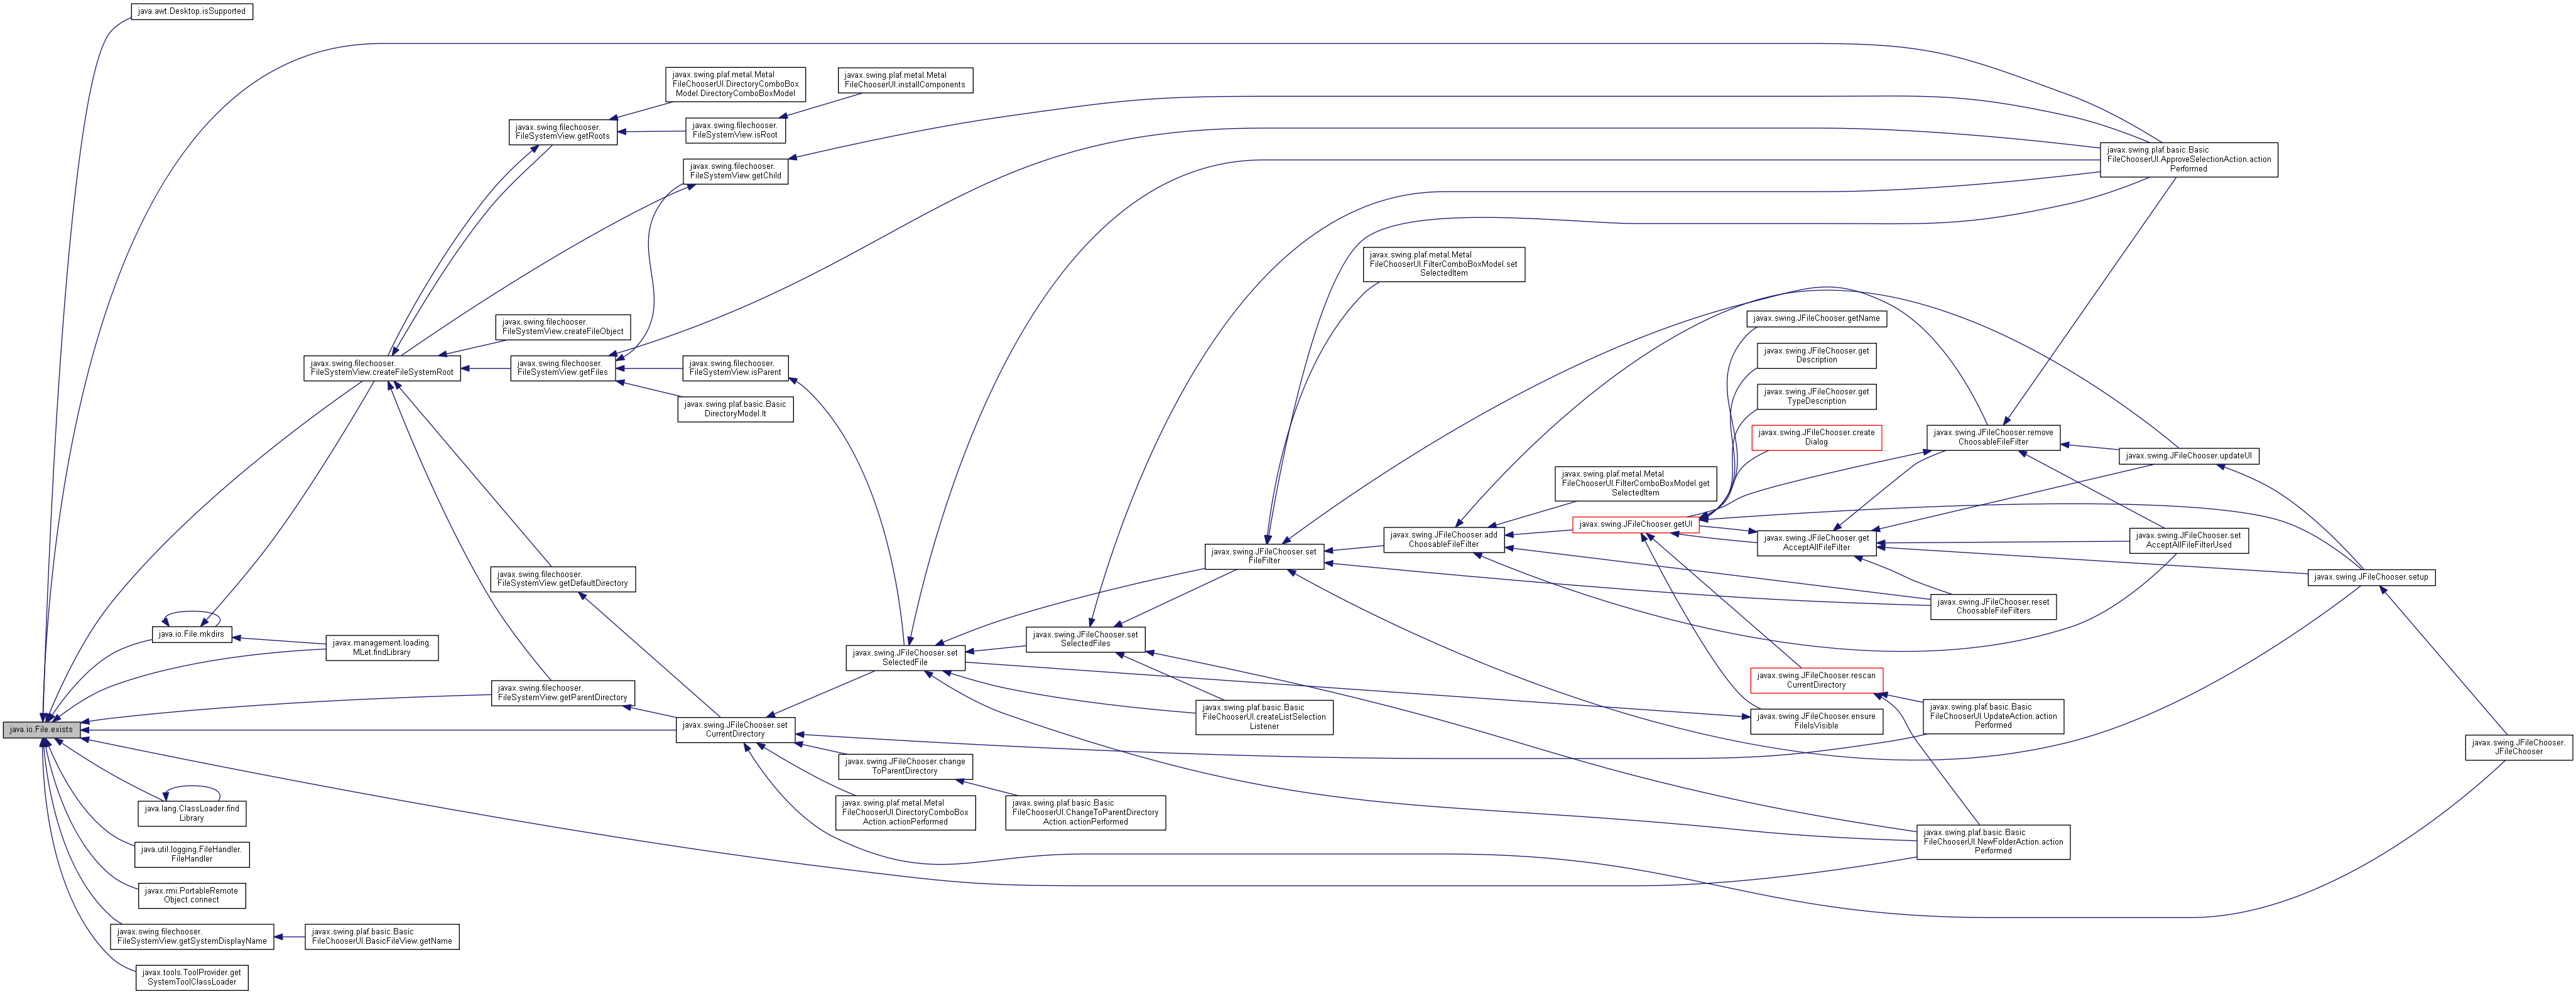 java.awt.Desktop.isSupported
javax.swing.plaf.metal.Metal
FileChooserUI.DirectoryComboBox
Model.DirectoryComboBoxModel
javax.swing.plaf.metal.Metal
FileChooserUI.installComponents
javax.swing.filechooser.
FileSystemView.getRoots
javax.swing.filechooser.
FileSystemView.isRoot
javax.swing.filechooser.
FileSystemView.getChild
javax.swing.plaf.basic.Basic
FileChooserUI.ApproveSelectionAction.action
Performed
javax.swing.plaf.metal.Metal
FileChooserUI.FilterComboBoxModel.set
SelectedItem
javax.swing.filechooser.
FileSystemView.createFileObject
javax.swing.JFileChooser.getName
javax.swing.filechooser.
FileSystemView.createFileSystemRoot
javax.swing.filechooser.
FileSystemView.getFiles
javax.swing.filechooser.
FileSystemView.isParent
javax.swing.JFileChooser.get
Description
javax.swing.plaf.basic.Basic
DirectoryModel.lt
javax.swing.JFileChooser.get
TypeDescription
javax.swing.JFileChooser.create
Dialog
javax.swing.JFileChooser.remove
ChoosableFileFilter
javax.swing.JFileChooser.updateUI
javax.swing.plaf.metal.Metal
FileChooserUI.FilterComboBoxModel.get
SelectedItem
javax.swing.JFileChooser.getUI
javax.swing.JFileChooser.add
ChoosableFileFilter
javax.swing.JFileChooser.get
AcceptAllFileFilter
javax.swing.JFileChooser.set
AcceptAllFileFilterUsed
javax.swing.JFileChooser.set
FileFilter
javax.swing.JFileChooser.setup
javax.swing.filechooser.
FileSystemView.getDefaultDirectory
javax.swing.JFileChooser.reset
ChoosableFileFilters
java.io.File.mkdirs
javax.management.loading.
MLet.findLibrary
javax.swing.JFileChooser.set
SelectedFiles
javax.swing.JFileChooser.set
SelectedFile
javax.swing.JFileChooser.rescan
CurrentDirectory
javax.swing.filechooser.
FileSystemView.getParentDirectory
javax.swing.plaf.basic.Basic
FileChooserUI.createListSelection
Listener
javax.swing.JFileChooser.ensure
FileIsVisible
javax.swing.plaf.basic.Basic
FileChooserUI.UpdateAction.action
Performed
java.io.File.exists
javax.swing.JFileChooser.set
CurrentDirectory
javax.swing.JFileChooser.
JFileChooser
javax.swing.JFileChooser.change
ToParentDirectory
java.lang.ClassLoader.find
Library
javax.swing.plaf.metal.Metal
FileChooserUI.DirectoryComboBox
Action.actionPerformed
javax.swing.plaf.basic.Basic
FileChooserUI.ChangeToParentDirectory
Action.actionPerformed
javax.swing.plaf.basic.Basic
FileChooserUI.NewFolderAction.action
Performed
java.util.logging.FileHandler.
FileHandler
javax.rmi.PortableRemote
Object.connect
javax.swing.filechooser.
FileSystemView.getSystemDisplayName
javax.swing.plaf.basic.Basic
FileChooserUI.BasicFileView.getName
javax.tools.ToolProvider.get
SystemToolClassLoader